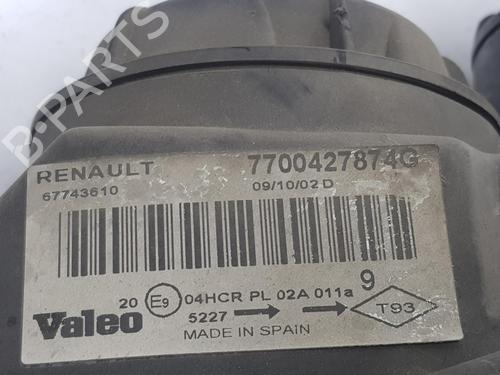 B-PARTS
RENAULT 7700427874G
67743610 09/10/02 D
9
20 E9 04HCR PL 02A 011a
5227 T93
Valeo MADE IN SPAIN